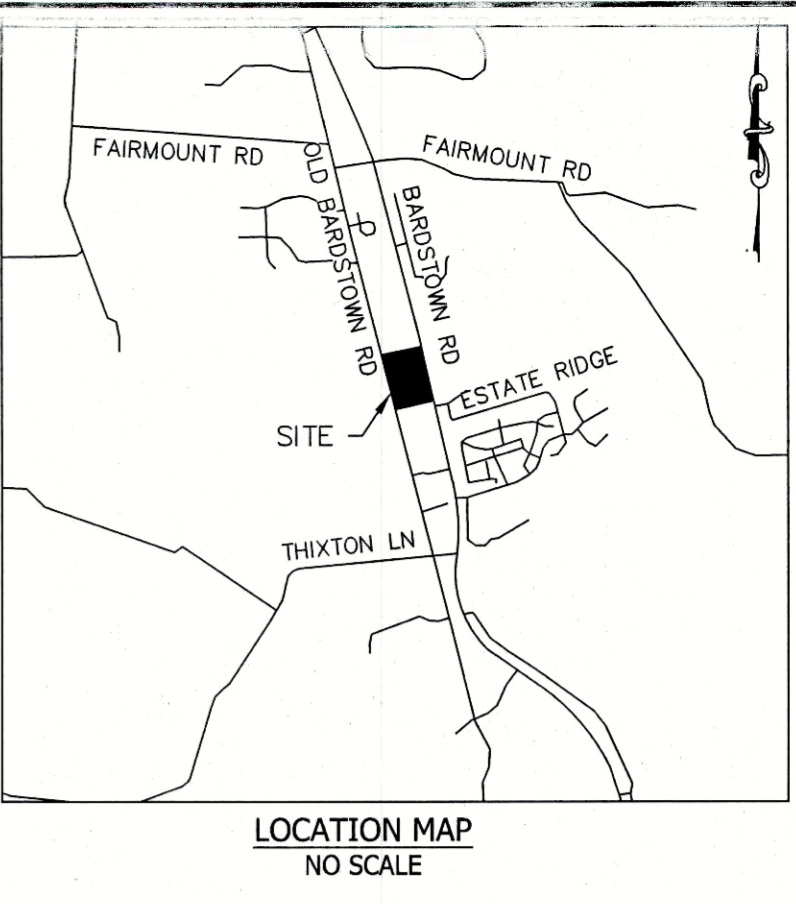 FAIRMOUNT RD
FAIRMOUNT RD
OLD BARDSTOWN RD
BARDSTOWN RD
ESTATE RIDGE
SITE
THIXTON LN
LOCATION MAP
NO SCALE